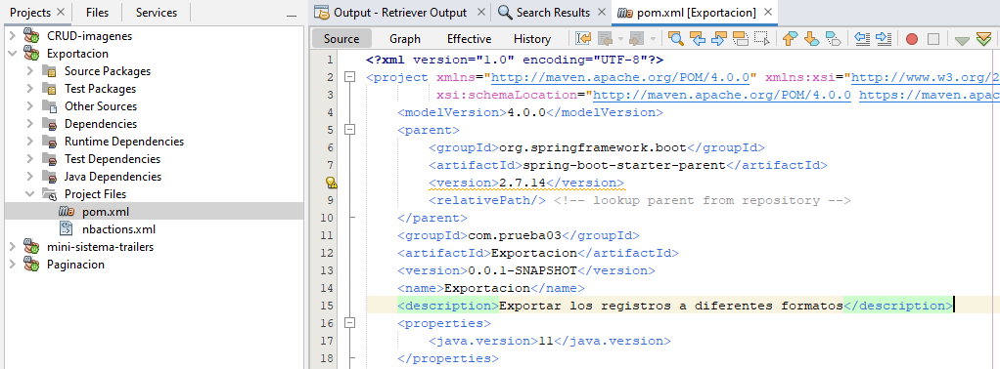 Projects
Files
Services
CRUD-imagenes
Exportacion
Source Packages
Test Packages
Other Sources
Dependencies
Runtime Dependencies
Test Dependencies
Java Dependencies
Project Files
pom.xml
nbactions.xml
mini-sistema-trailers
Paginacion
Output - Retriever Output
Search Results
pom.xml [Exportacion]
Source Graph Effective History
1 <?xml version="1.0" encoding="UTF-8"?>
2 <project xmlns="http://maven.apache.org/POM/4.0.0" xmlns:xsi="http://www.w3.org/2
3 xsi:schemaLocation="http://maven.apache.org/POM/4.0.0 https://maven.apac
4 <modelVersion>4.0.0</modelVersion>
5 <parent>
6 <groupId>org.springframework.boot</groupId>
7 <artifactId>spring-boot-starter-parent</artifactId>
<version>2.7.14</version>
9 <relativePath/> <!-- lookup parent from repository -->
10 </parent>
11 <groupId>com.prueba03</groupId>
12 <artifactId>Exportacion</artifactId>
13 <version>0.0.1-SNAPSHOT</version>
14 <name>Exportacion</name>
15 <description>Exportar los registros a diferentes formatos</description>
16 <properties>
17 <java.version>11</java.version>
18 </properties>